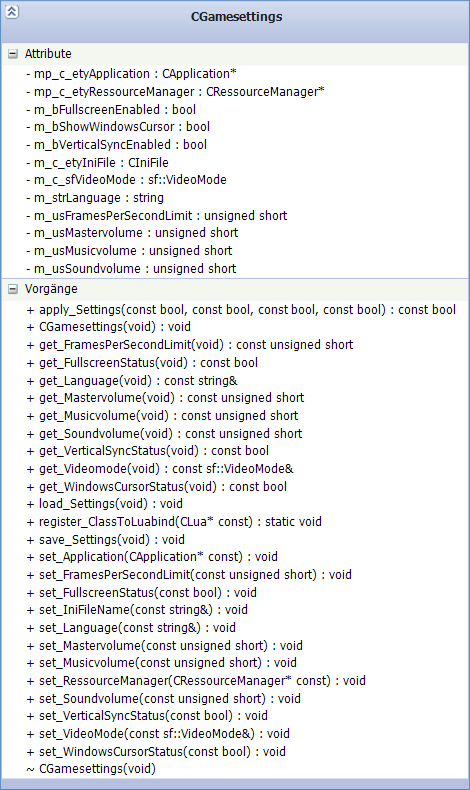 CGamesettings
Attribute
- mp_c_etyApplication : CApplication*
- mp_c_etyRessourceManager : CRessourceManager*
- m_bFullscreenEnabled : bool
- m_bShowWindowsCursor : bool
- m_bVerticalSyncEnabled : bool
- m_c_etyIniFile : CIniFile
- m_c_sfVideoMode : sf::VideoMode
- m_strLanguage : string
- m_usFramesPerSecondLimit : unsigned short
- m_usMastervolume : unsigned short
- m_usMusicvolume : unsigned short
- m_usSoundvolume : unsigned short
Vorgänge
+ apply_Settings(const bool, const bool, const bool, const bool) : const bool
+ CGamesettings(void) : void
+ get_FramesPerSecondLimit(void) : const unsigned short
+ get_FullscreenStatus(void) : const bool
+ get_Language(void) : const string&
+ get_Mastervolume(void) : const unsigned short
+ get_Musicvolume(void) : const unsigned short
+ get_Soundvolume(void) : const unsigned short
+ get_VerticalSyncStatus(void) : const bool
+ get_Videomode(void) : const sf::VideoMode&
+ get_WindowsCursorStatus(void) : const bool
+ load_Settings(void) : void
+ register_ClassToLuabind(CLua* const) : static void
+ save_Settings(void) : void
+ set_Application(CApplication* const) : void
+ set_FramesPerSecondLimit(const unsigned short) : void
+ set_FullscreenStatus(const bool) : void
+ set_IniFileName(const string&) : void
+ set_Language(const string&) : void
+ set_Mastervolume(const unsigned short) : void
+ set_Musicvolume(const unsigned short) : void
+ set_RessourceManager(CRessourceManager* const) : void
+ set_Soundvolume(const unsigned short) : void
+ set_VerticalSyncStatus(const bool) : void
+ set_VideoMode(const sf::VideoMode&) : void
+ set_WindowsCursorStatus(const bool) : void
~ CGamesettings(void)